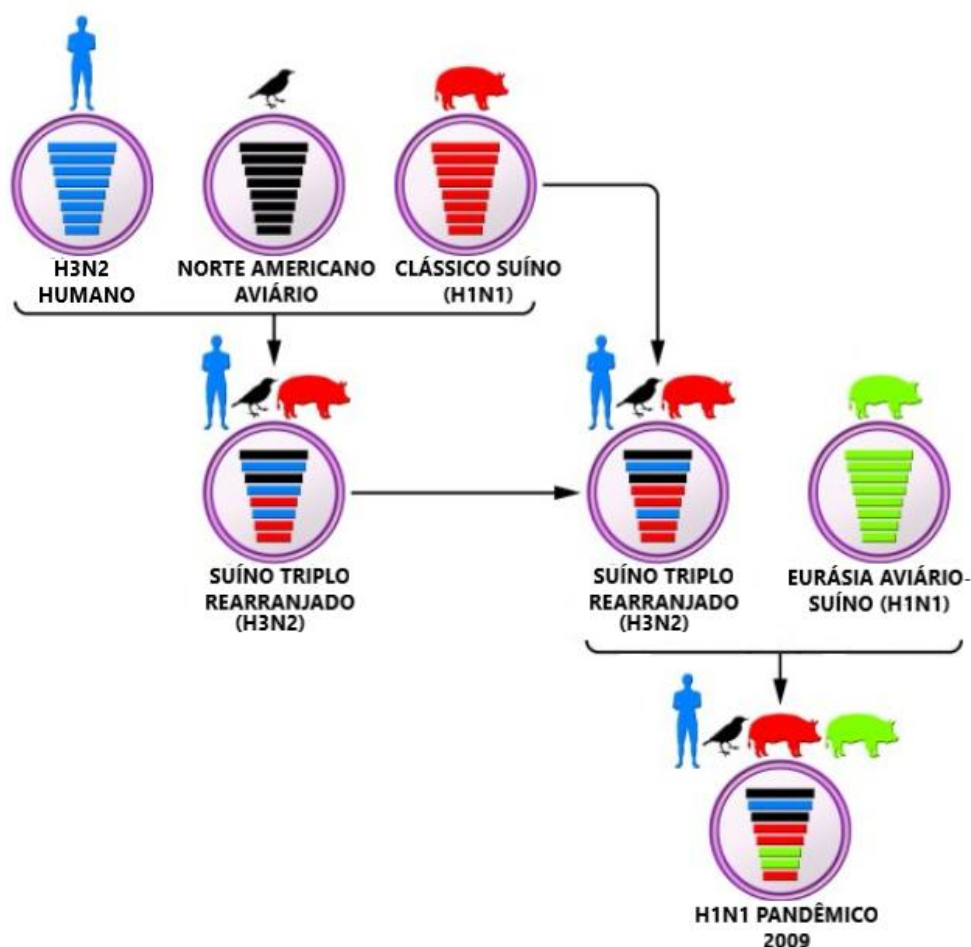 H3N2
HUMANO
NORTE AMERICANO
AVIÁRIO
CLÁSSICO SUÍNO
(H1N1)
SUÍNO TRIPLO
REARRANJADO
(H3N2)
SUÍNO TRIPLO
REARRANJADO
(H3N2)
EURÁSIA AVIÁRIO-
SUÍNO (H1N1)
H1N1 PANDÊMICO
2009